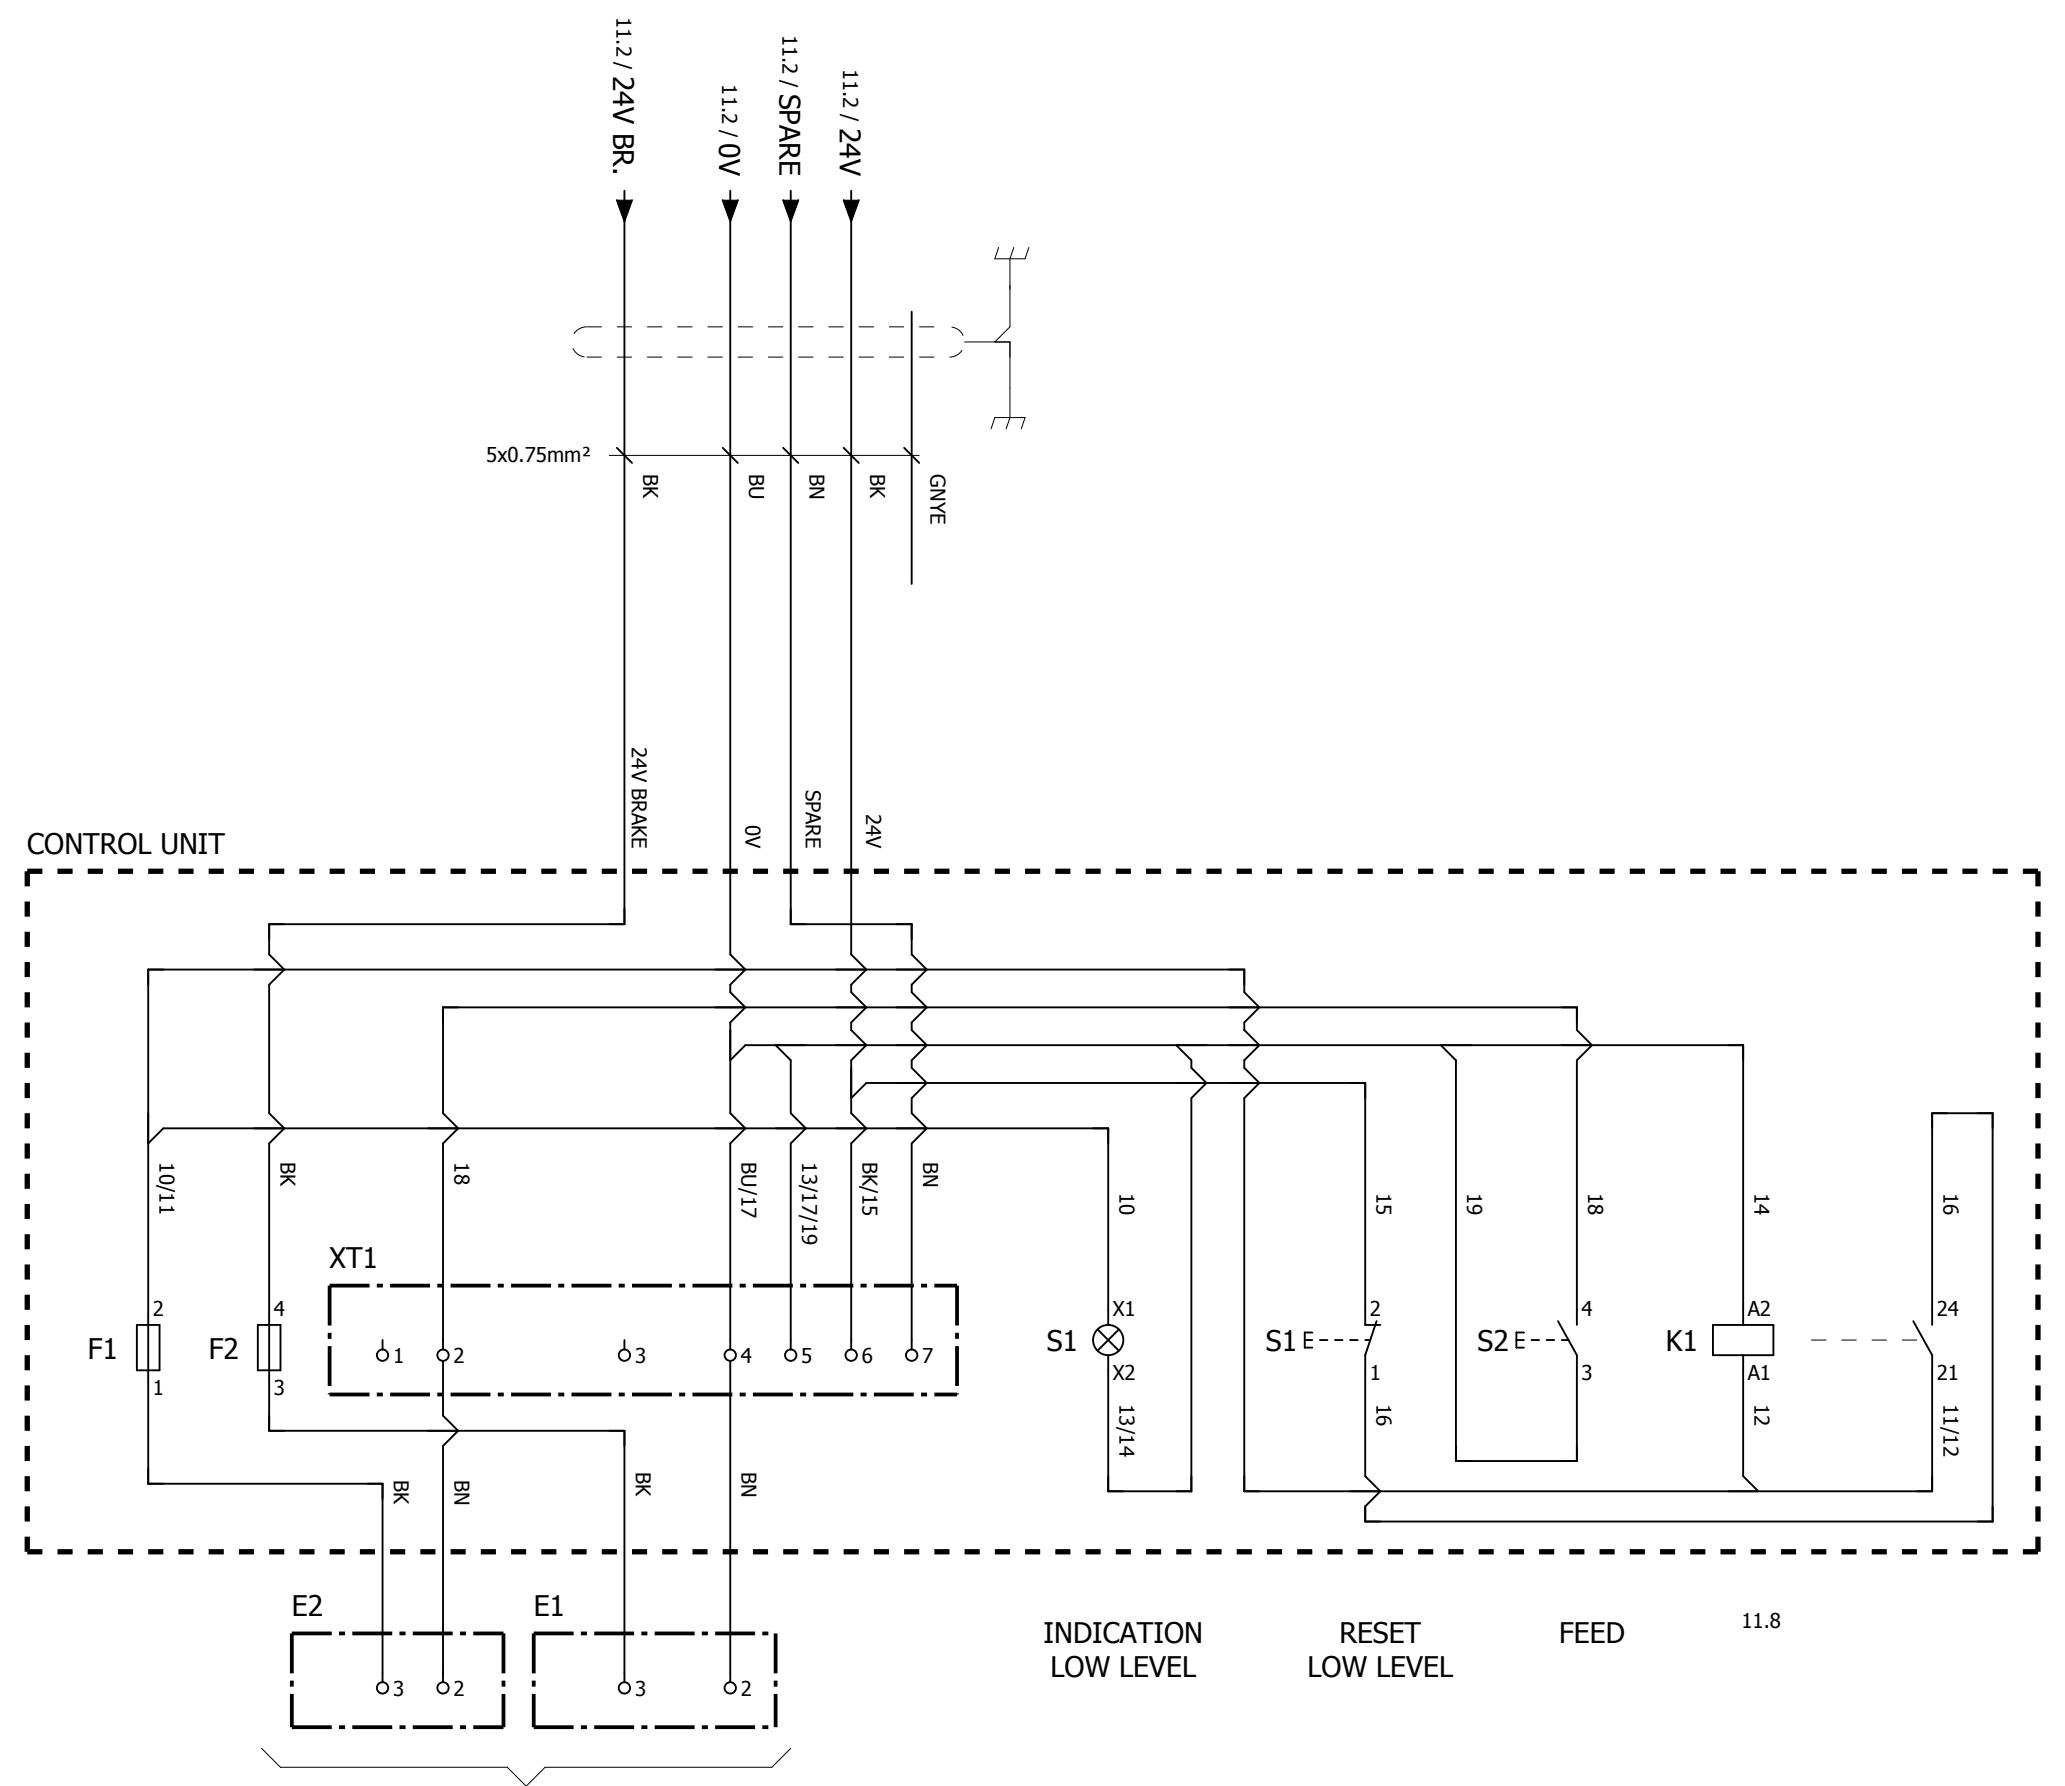 11.2 / 24V BR.
11.2 / 0V
11.2 / SPARE
11.2 / 24V
5x0.75mm²
BK
BU
BN
BK
GNYE
24V BRAKE
0V
SPARE
24V
CONTROL UNIT
10/11
BK
18
BU/17
13/17/19
BK/15
BN
10
15
19
18
14
16
XT1
2
4
X1
2
4
A2
24
F1
F2
1
2
3
4
5
6
7
S1
S1
S2
K1
1
3
X2
1
3
A1
21
13/14
16
12
11/12
BK
BN
BK
BN
E2
E1
3
2
3
2
INDICATION
LOW LEVEL
RESET
LOW LEVEL
FEED
11.8